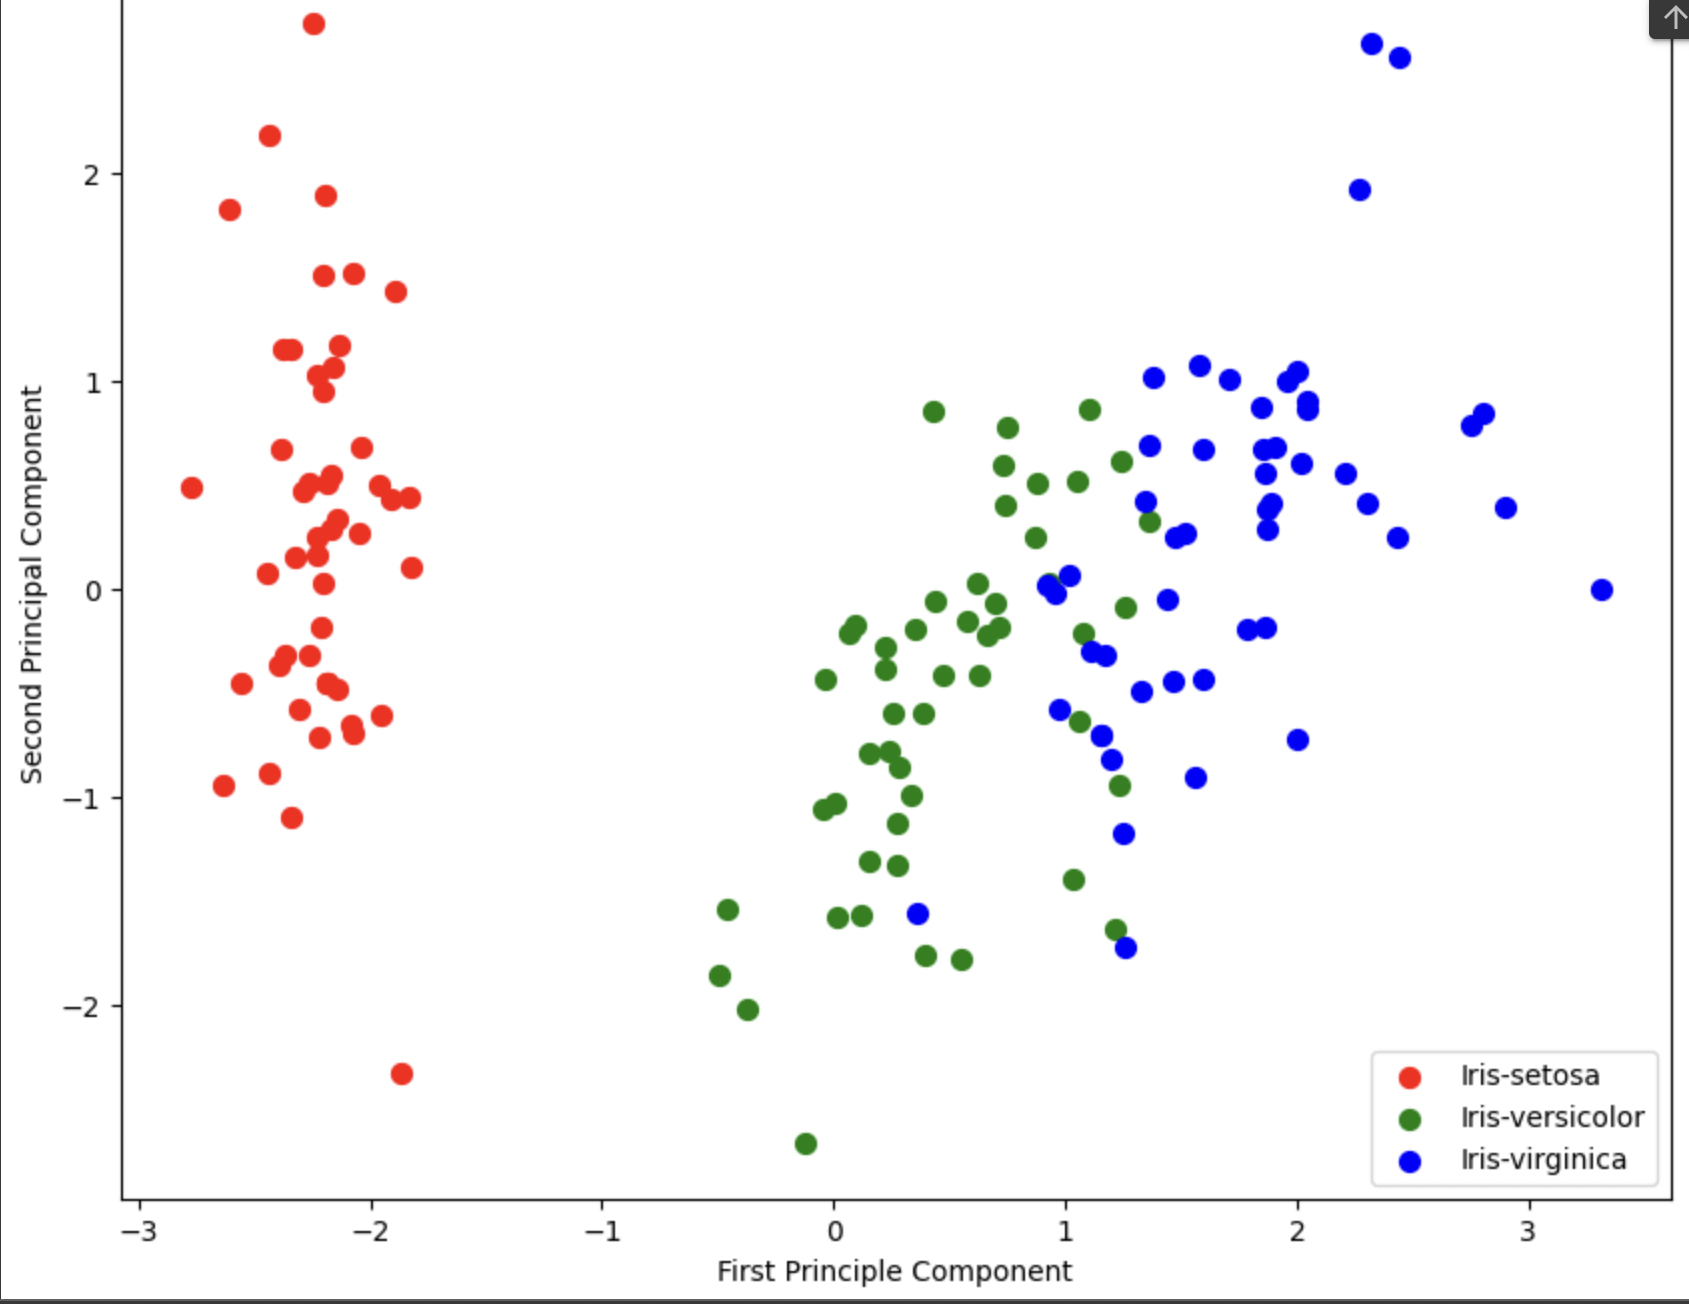 2
1
0
−1
−2
Second Principal Component
−3
−2
−1
0
1
2
3
First Principle Component
Iris-setosa
Iris-versicolor
Iris-virginica